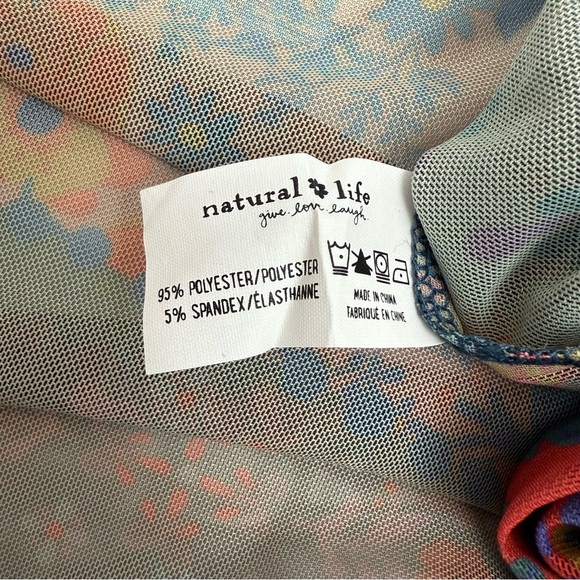 natural life
give. love. laugh.
95% POLYESTER/POLYESTER
5% SPANDEX/ÉLASTHANNE
MADE IN CHINA
FABRIQUÉ EN CHINE